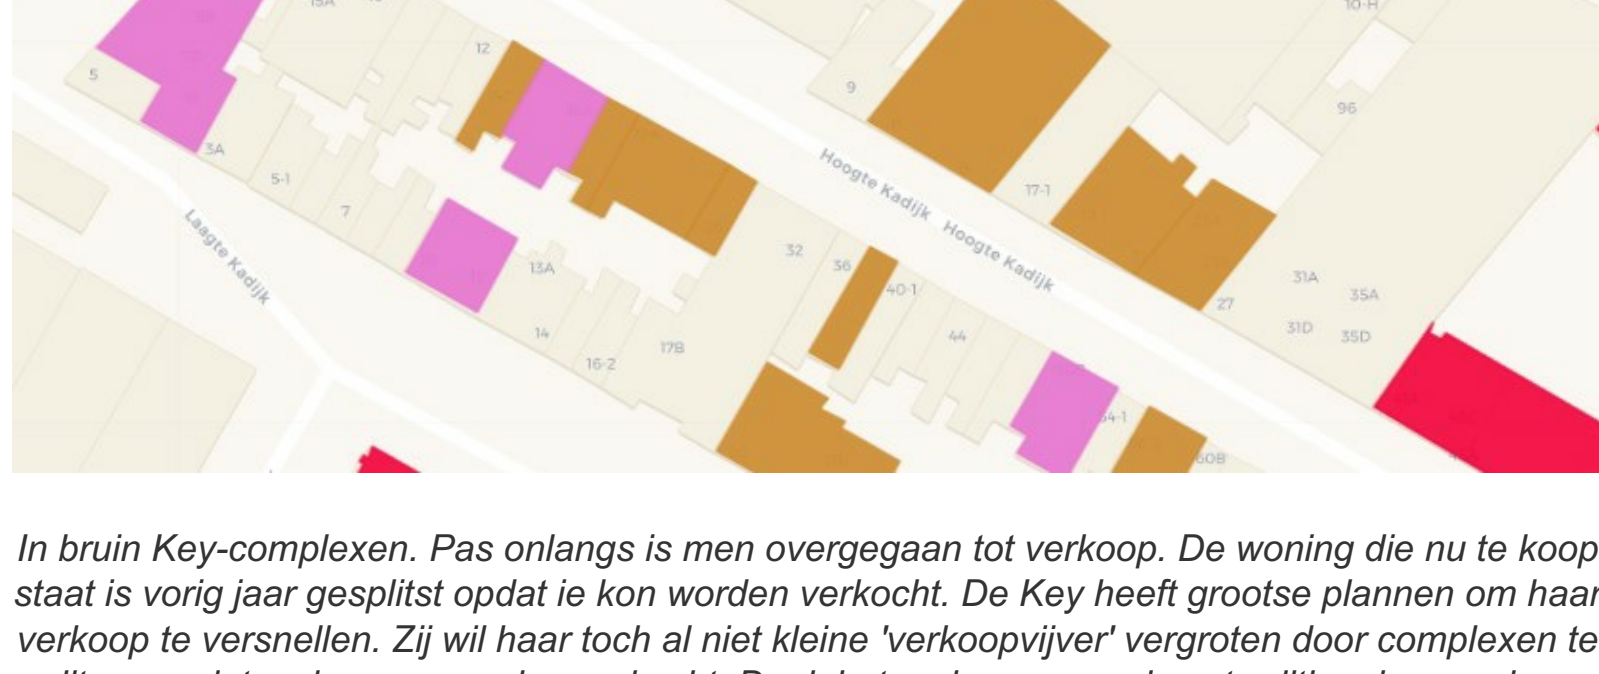 15A
10-H
12
5
9
96
3A
5-1
7
Hoogte Kadijk
Hoogte Kadijk
17-1
Laagte Kadijk
13A
32
36
40-1
27
31A
35A
31D
35D
14
16-2
17B
44
54-1
60B
In bruin Key-complexen. Pas onlangs is men overgegaan tot verkoop. De woning die nu te koop
staat is vorig jaar gesplitst opdat ie kon worden verkocht. De Key heeft grootse plannen om haar
verkoop te versnellen. Zij wil haar toch al niet kleine 'verkoopvijver' vergroten door complexen te